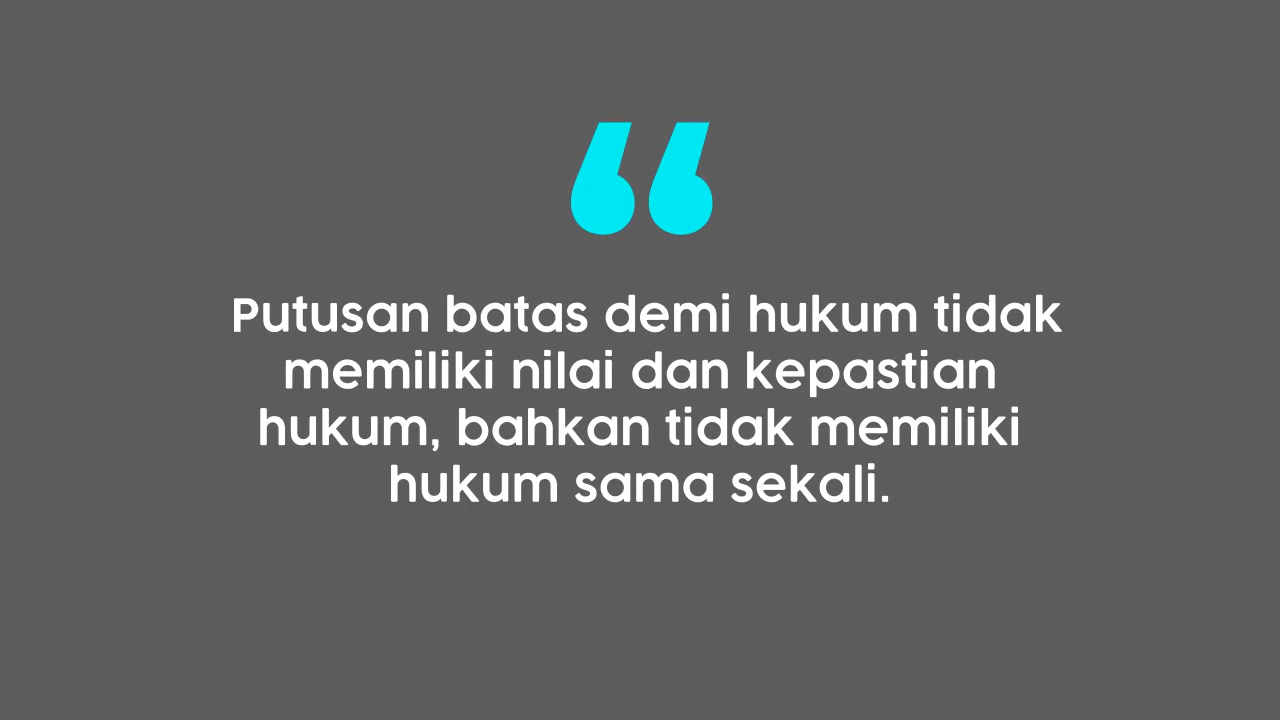 “
Putusan batas demi hukum tidak
memiliki nilai dan kepastian
hukum, bahkan tidak memiliki
hukum sama sekali.